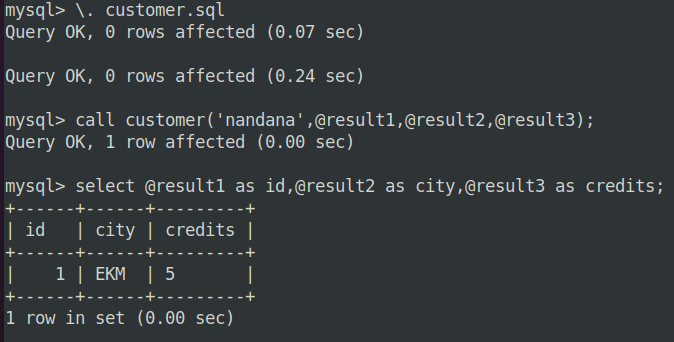 mysql> \. customer.sql
Query OK, 0 rows affected (0.07 sec)
Query OK, 0 rows affected (0.24 sec)
mysql> call customer('nandana',@result1,@result2,@result3);
Query OK, 1 row affected (0.00 sec)
mysql> select @result1 as id,@result2 as city,@result3 as credits;
+------+------+---------+
| id   | city | credits |
+------+------+---------+
|    1 | EKM  | 5       |
+------+------+---------+
1 row in set (0.00 sec)